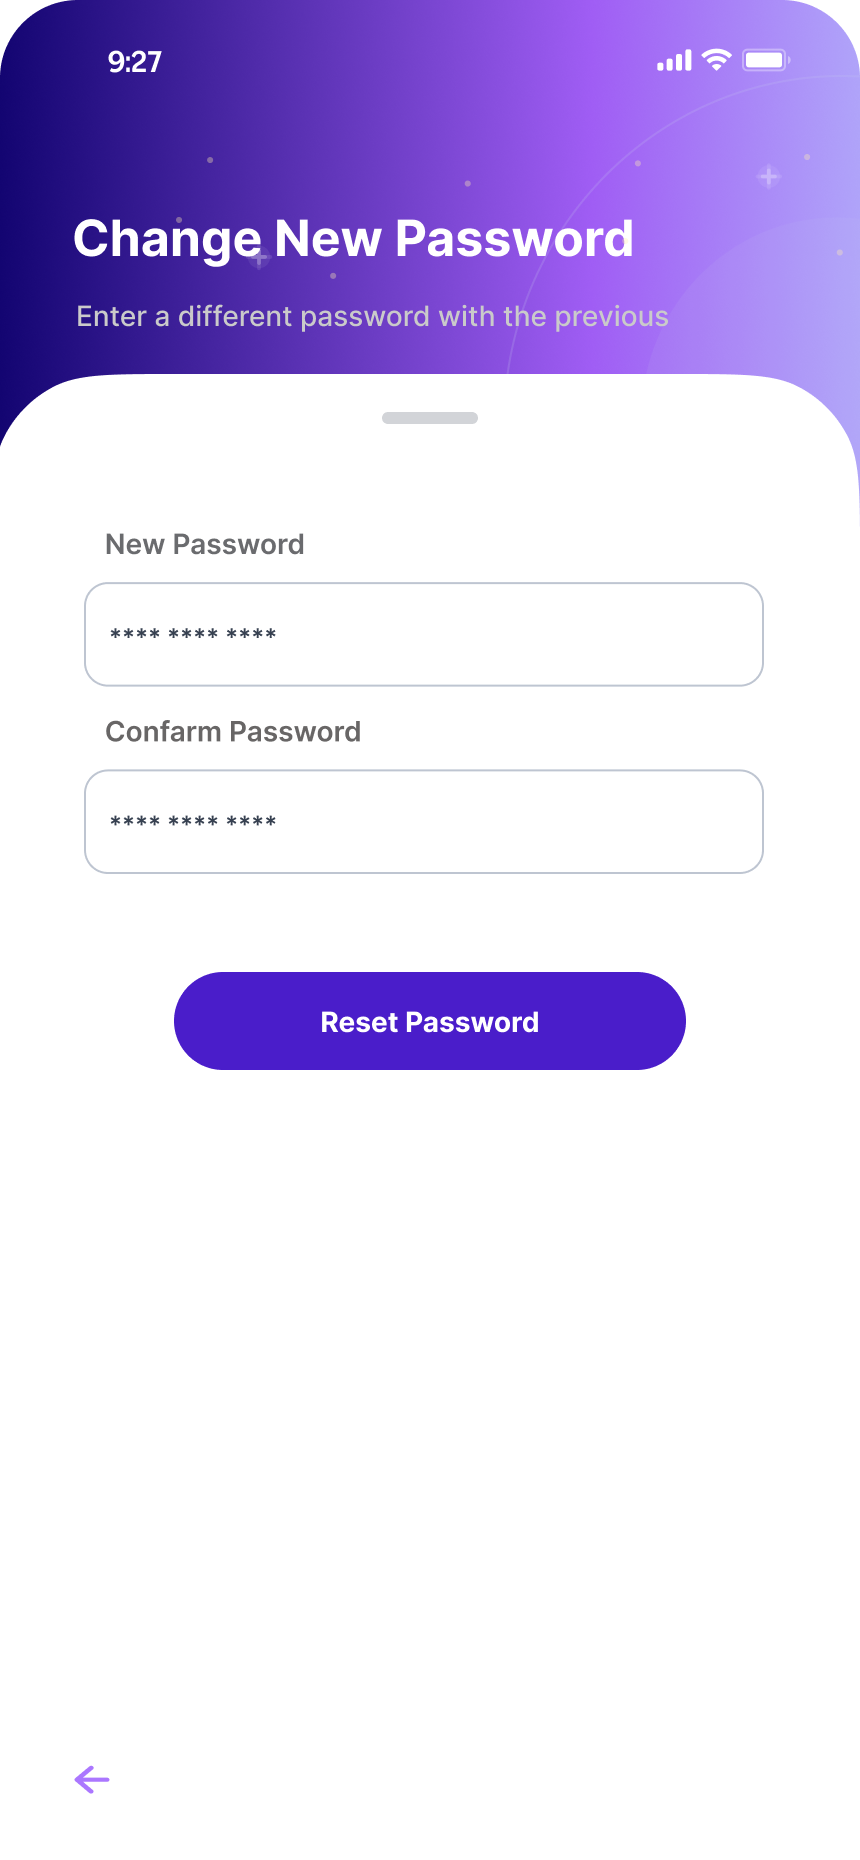 9:27
Change New Password
Enter a different password with the previous
New Password
**** **** ****
Confarm Password
**** **** ****
Reset Password